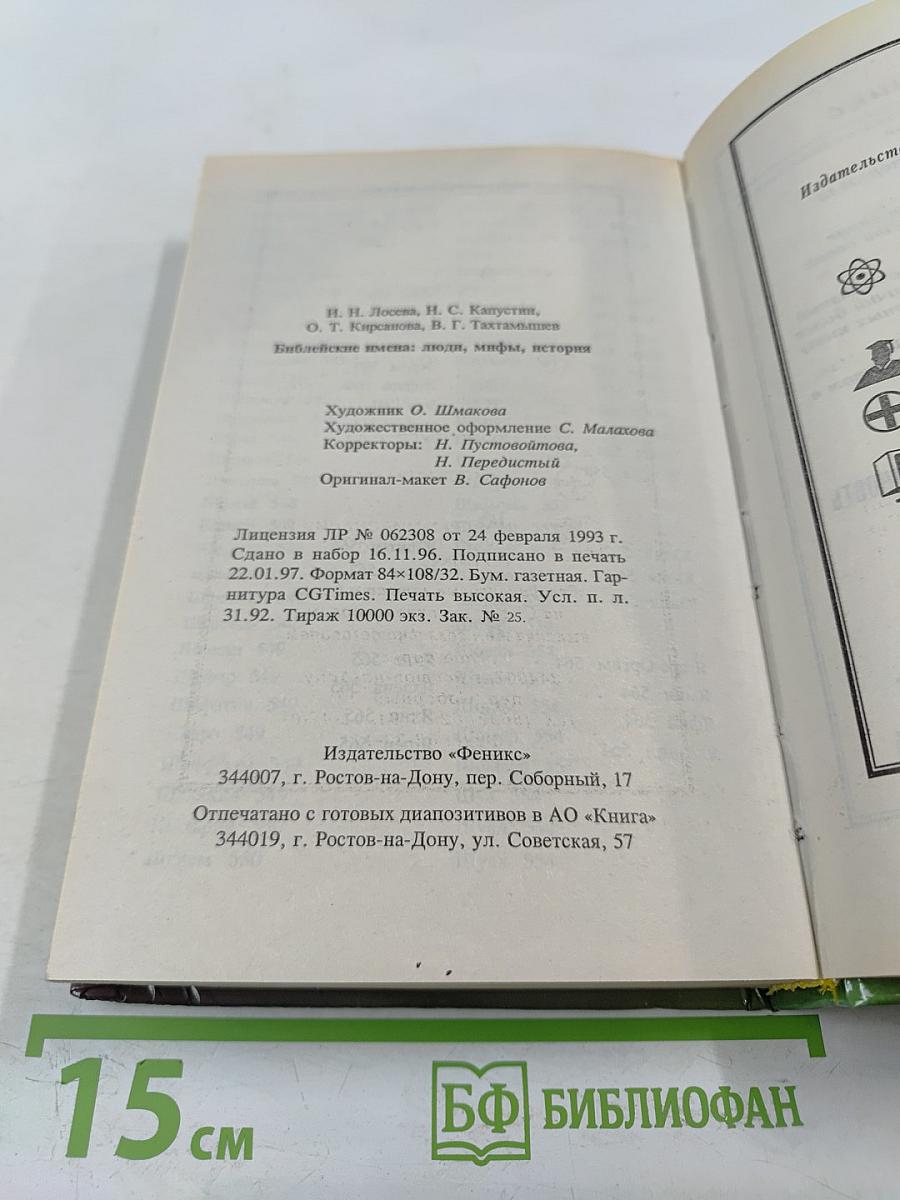 И. Н. Лосева, Н. С. Капустин,
О. Т. Кирсанова, В. Г. Тахтамышев
Библейские имена: люди, мифы, история
Художник О. Шмакова
Художественное оформление С. Малахова
Корректоры: Н. Пустовойтова,
Н. Передистый
Оригинал-макет В. Сафонов
Лицензия ЛР № 062308 от 24 февраля 1993 г.
Сдано в набор 16.11.96. Подписано в печать
22.01.97. Формат 84×108/32. Бум. газетная. Гар-
нитура CGTimes. Печать высокая. Усл. п. л.
31.92. Тираж 10000 экз. Зак. № 25.
Издательство «Феникс»
344007, г. Ростов-на-Дону, пер. Соборный, 17
Отпечатано с готовых диапозитивов в АО «Книга»
344019, г. Ростов-на-Дону, ул. Советская, 57
Издательств
15 см
БФ БИБЛИОФАН